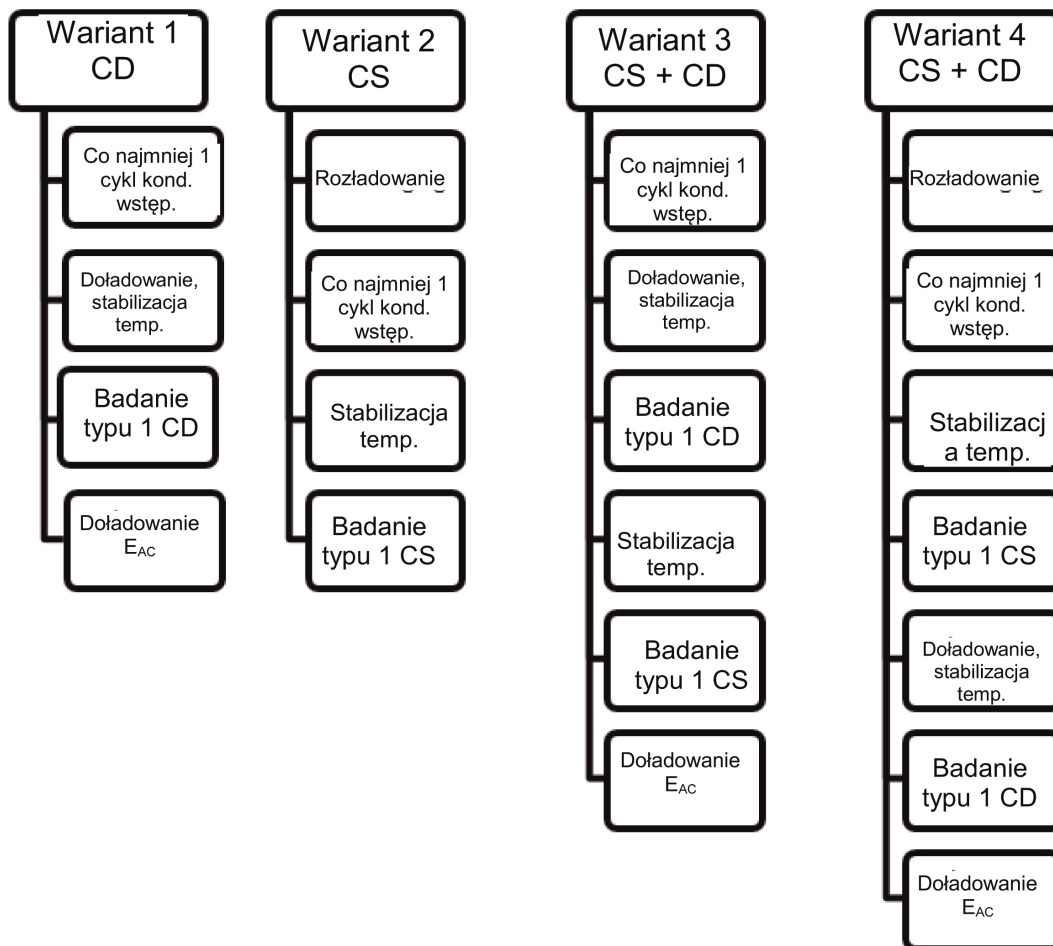 Wariant 1
CD
Co najmniej 1
cykl kond.
wstęp.
Doładowanie,
stabilizacja
temp.
Badanie
typu 1 CD
Doładowanie
EAC
Wariant 2
CS
Rozładowanie
Co najmniej 1
cykl kond.
wstęp.
Stabilizacja
temp.
Badanie
typu 1 CS
Wariant 3
CS + CD
Co najmniej 1
cykl kond.
wstęp.
Doładowanie,
stabilizacja
temp.
Badanie
typu 1 CD
Stabilizacja
temp.
Badanie
typu 1 CS
Doładowanie
EAC
Wariant 4
CS + CD
Rozładowanie
Co najmniej 1
cykl kond.
wstęp.
Stabilizacj
a temp.
Badanie
typu 1 CS
Doładowanie,
stabilizacja
temp.
Badanie
typu 1 CD
Doładowanie
EAC